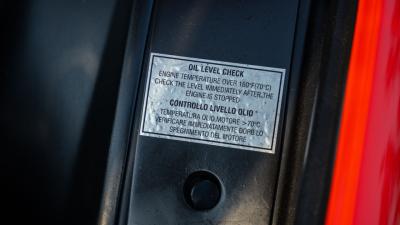 OIL LEVEL CHECK
ENGINE TEMPERATURE OVER 160°F(70°C)
CHECK THE LEVEL IMMEDIATELY AFTER,THE
ENGINE IS STOPPED
CONTROLLO LIVELLO OLIO
TEMPERATURA OLIO MOTORE >70°C
VERIFICARE IMMEDIATAMENTE DOPO LO
SPEGNIMENTO DEL MOTORE